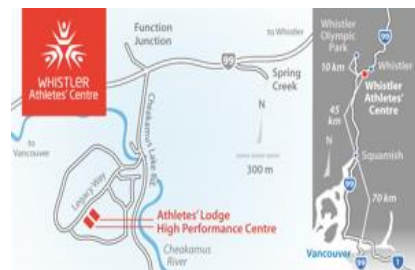 WHISTLER
ATHLETES' CENTRE
Function
Junction
to Whistler
99
Spring
Creek
Cheakamus Lake Rd.
N
300 m
to
Vancouver
Legacy Way
Athletes' Lodge
High Performance Centre
Cheakamus
River
99
Whistler
Olympic
Park
10 km
Whistler
Whistler
Athletes'
Centre
45
km
N
Squamish
99
70 km
Vancouver
99
1